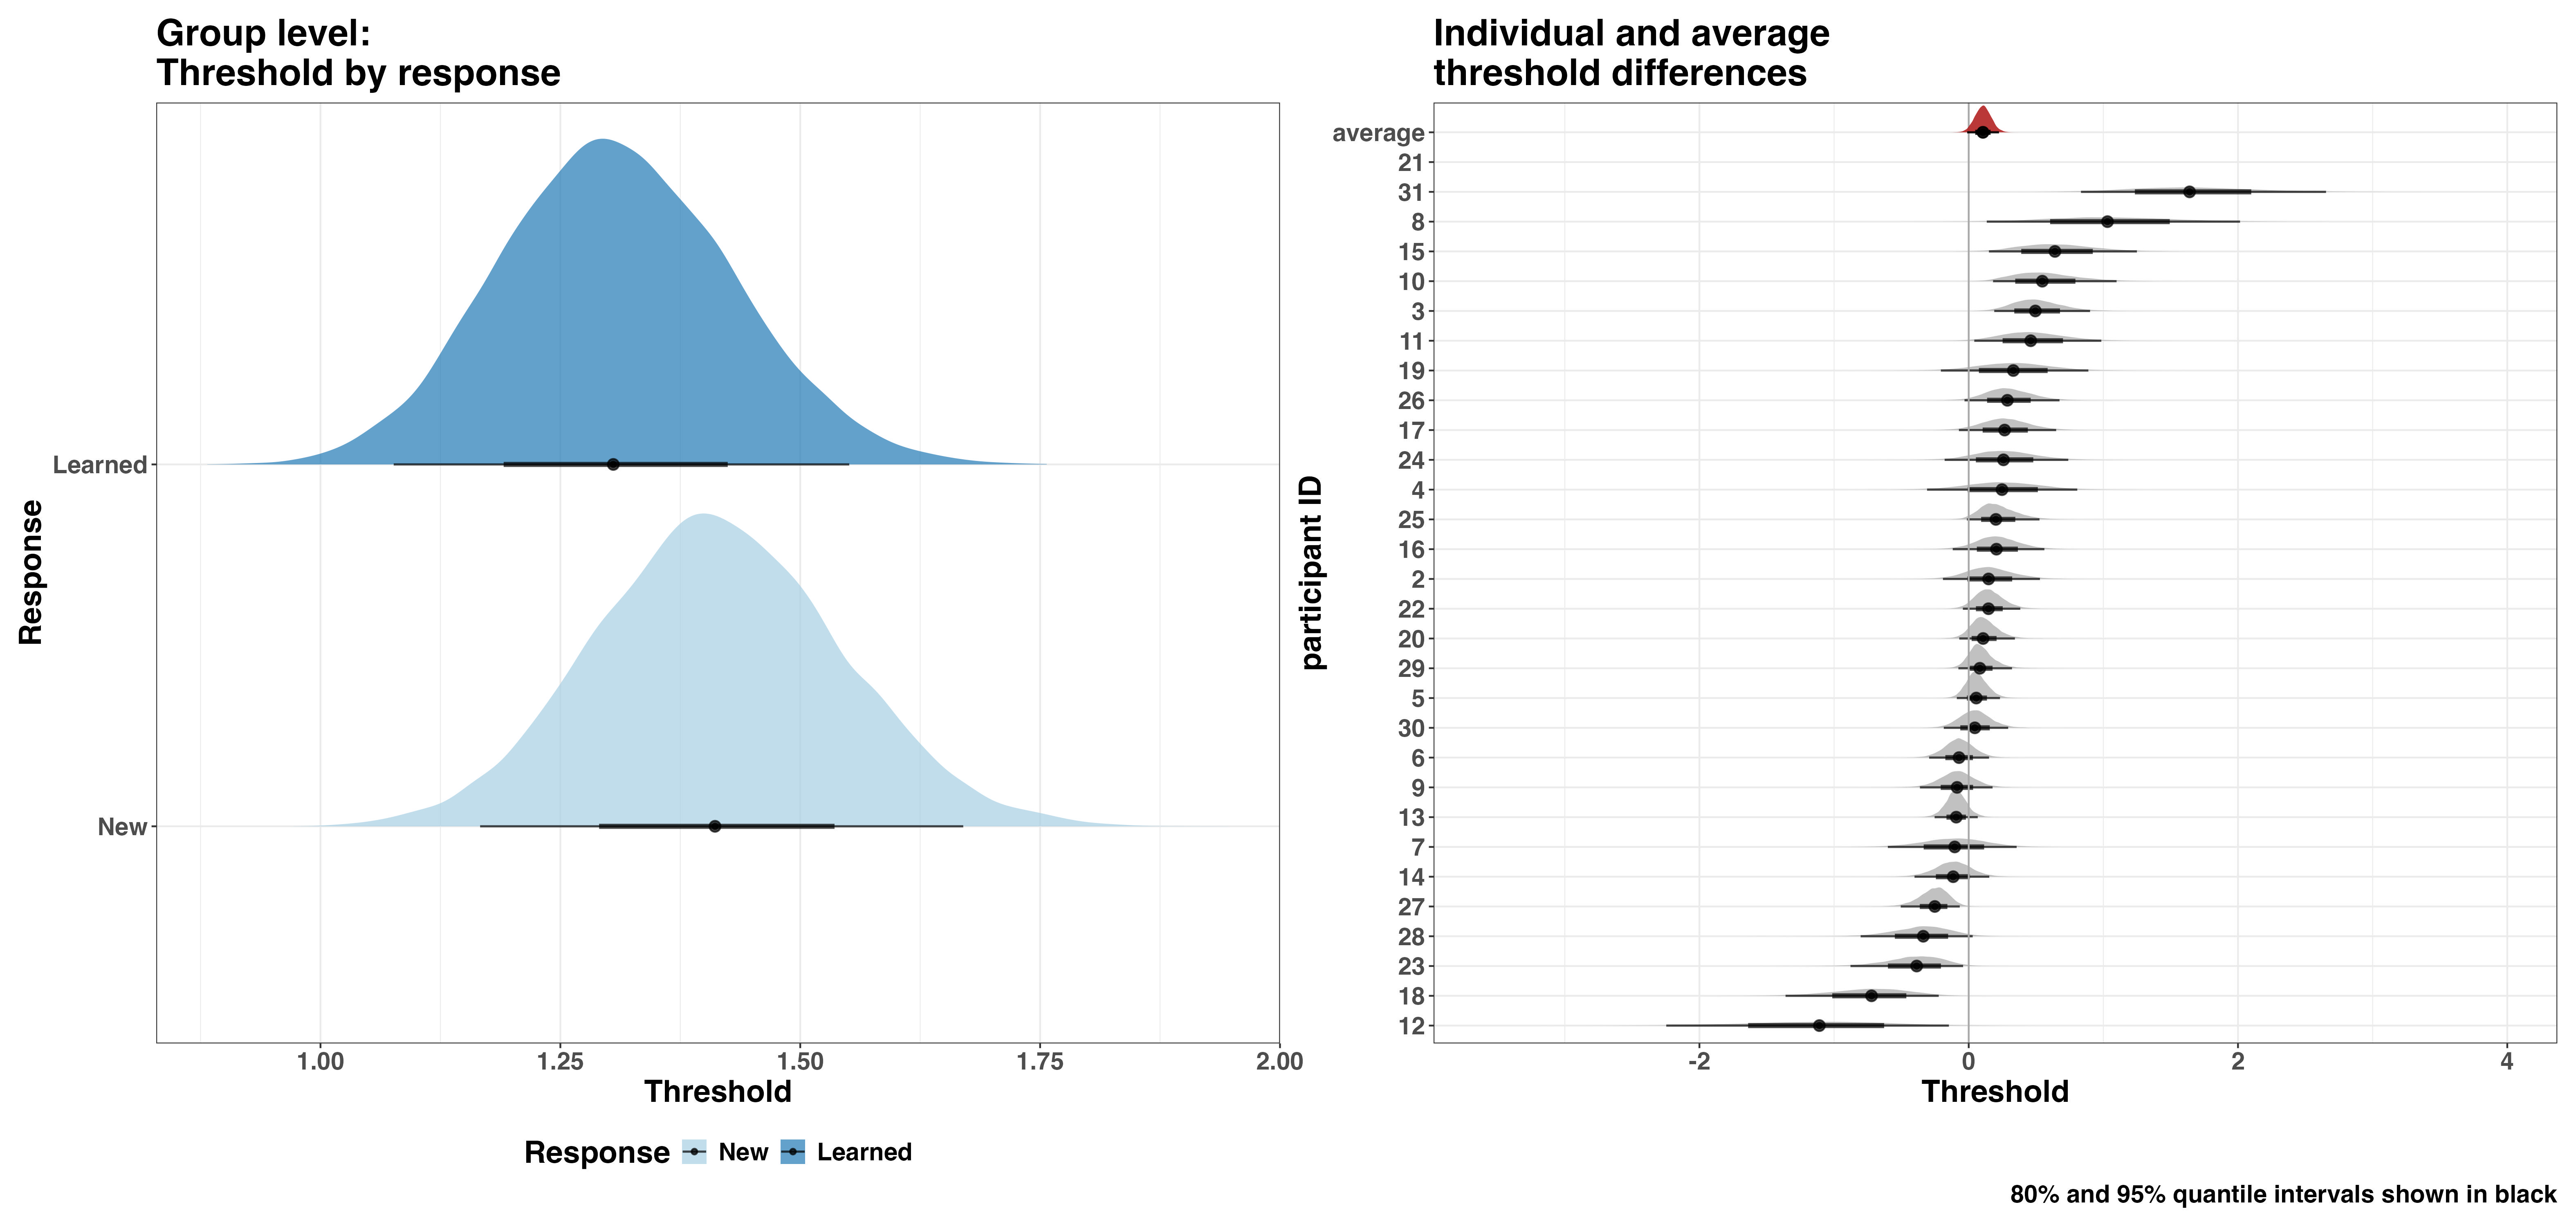 Group level:
Threshold by response
Response
Learned
New
1.00 1.25 1.50 1.75 2.00
Threshold
Response New Learned
Individual and average
threshold differences
participant ID
average
21
31
8
15
10
3
11
19
26
17
24
4
25
16
2
22
20
29
5
30
6
9
13
7
14
27
28
23
18
12
-2 0 2 4
Threshold
80% and 95% quantile intervals shown in black